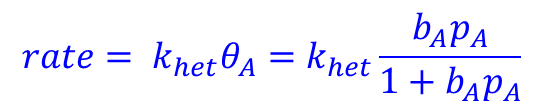 rate = k_het θ_A = k_het b_A p_A / (1 + b_A p_A)